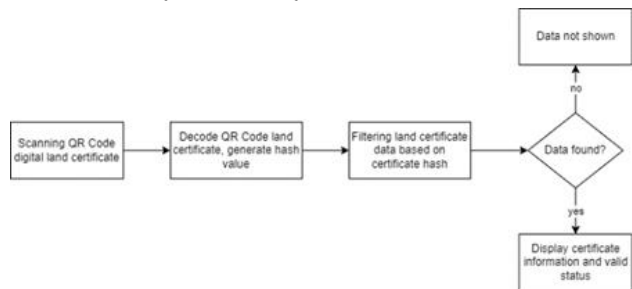 Data not shown
no
Scanning QR Code
digital land certificate
Decode QR Code land
certificate, generate hash
value
Filtering land certificate
data based on
certificate hash
Data found?
yes
Display certificate
information and valid
status